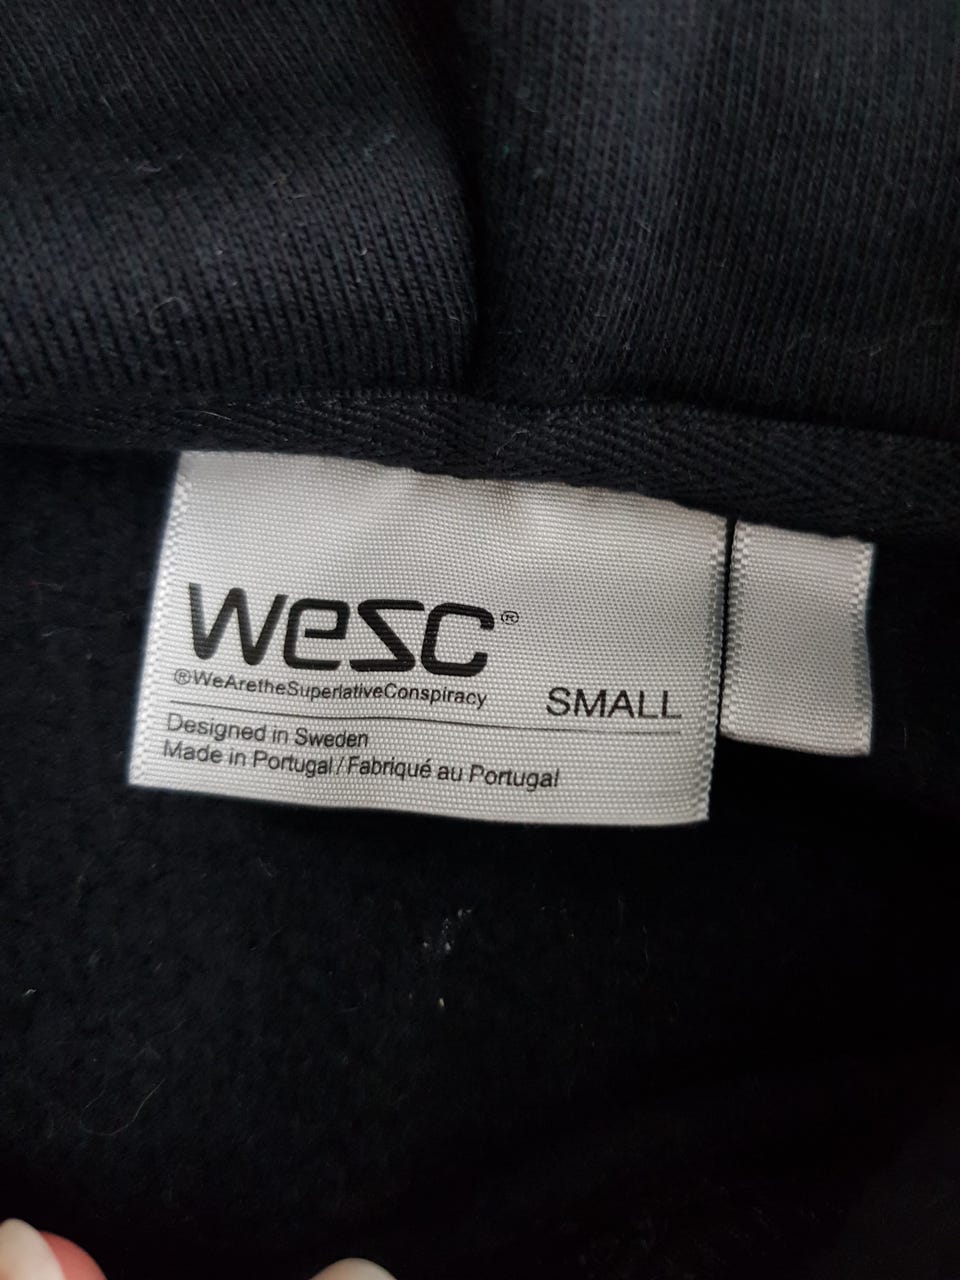 wesc®
®WeAretheSuperlativeConspiracy
SMALL
Designed in Sweden
Made in Portugal/Fabriqué au Portugal